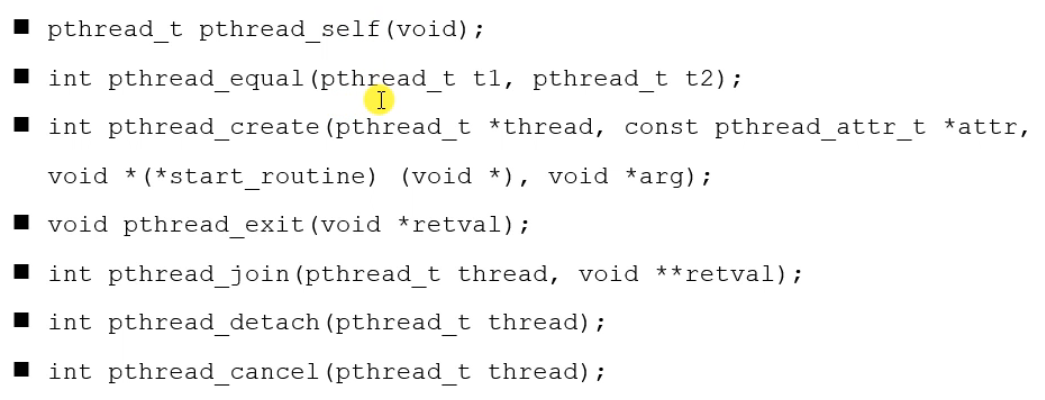 ■ pthread_t pthread_self(void);
■ int pthread_equal(pthread_t t1, pthread_t t2);
■ int pthread_create(pthread_t *thread, const pthread_attr_t *attr,
void *(*start_routine) (void *), void *arg);
■ void pthread_exit(void *retval);
■ int pthread_join(pthread_t thread, void **retval);
■ int pthread_detach(pthread_t thread);
■ int pthread_cancel(pthread_t thread);